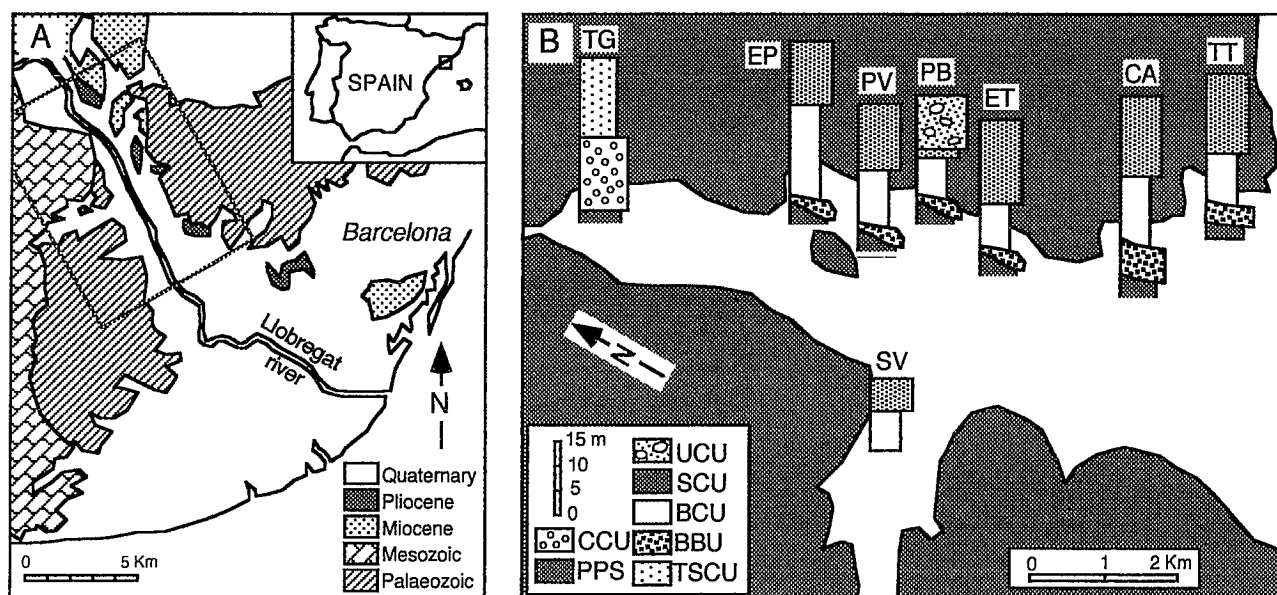 A
SPAIN
Barcelona
Llobregat
river
N
Quaternary
Pliocene
Miocene
Mesozoic
Palaeozoic
0 5 Km
B
TG
EP
PV
PB
ET
CA
TT
SV
N
15 m
10
5
0
UCU
SCU
BCU
BBU
TSCU
CCU
PPS
0 1 2 Km